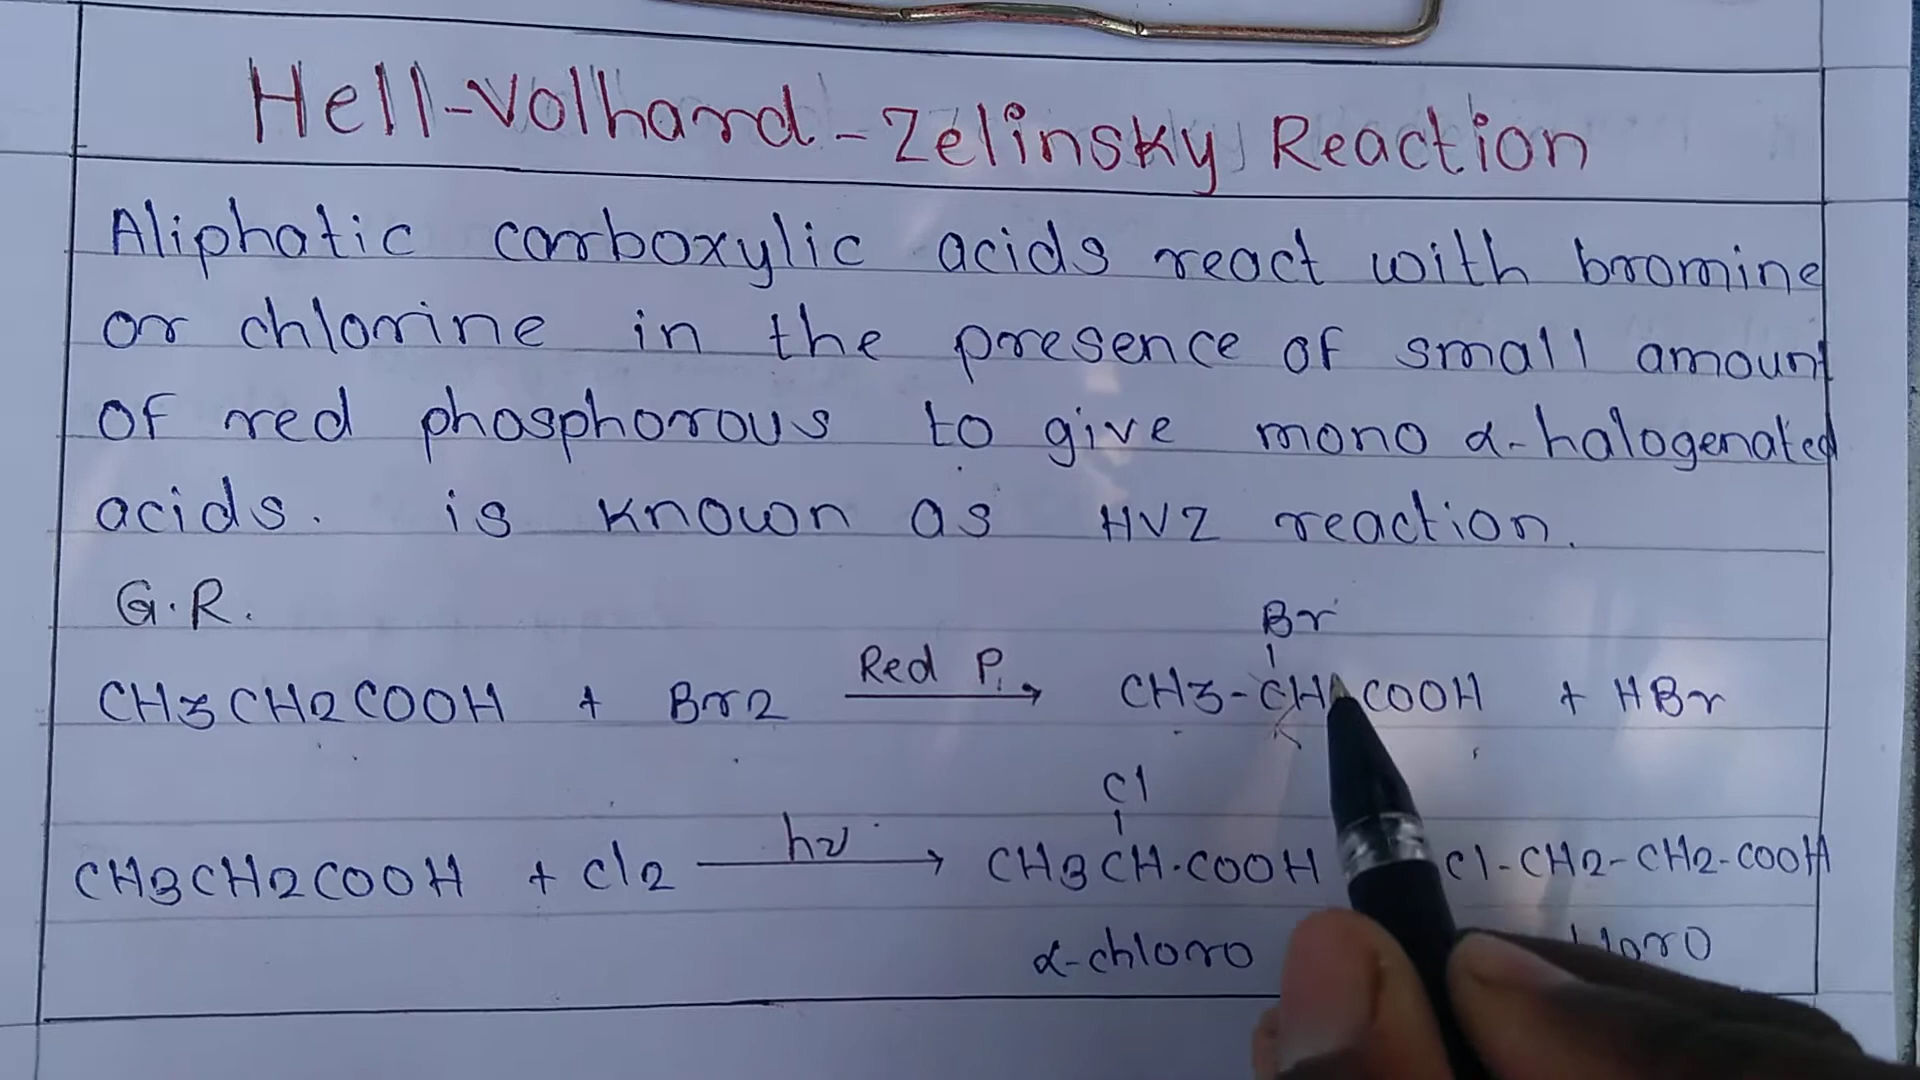 Hell-Volhard-Zelinsky Reaction
Aliphatic carboxylic acids react with bromine
or chlorine in the presence of small amount
of red phosphorous to give mono α-halogenated
acids. is known as HVZ reaction.
G.R.
Br
CH3CH2COOH + Br2 Red P. → CH3-CH COOH + HBr
Cl
CH3CH2COOH + Cl2 hν → CH3CH.COOH Cl-CH2-CH2-COOH
α-chloro